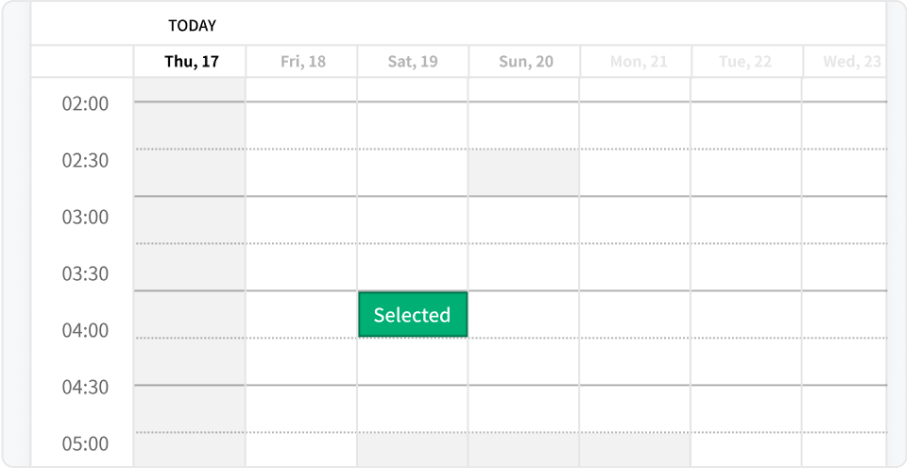 TODAY
Thu, 17 Fri, 18 Sat, 19 Sun, 20 Mon, 21 Tue, 22 Wed, 23
02:00
02:30
03:00
03:30
Selected
04:00
04:30
05:00